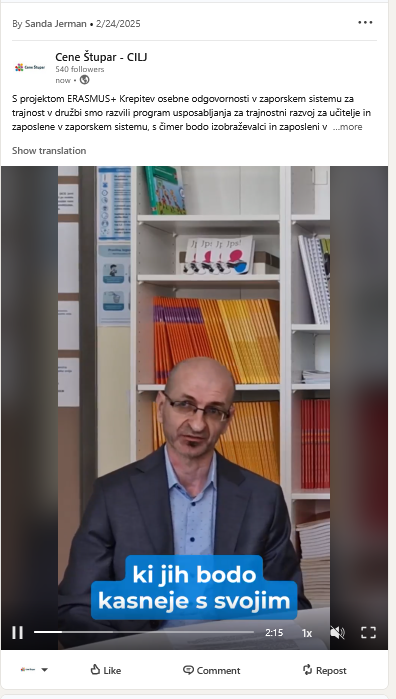 By Sanda Jerman • 2/24/2025
Cene Štupar - CILJ
540 followers
now •
S projektom ERASMUS+ Krepitev osebne odgovornosti v zaporskem sistemu za
trajnost v družbi smo razvili program usposabljanja za trajnostni razvoj za učitelje in
zaposlene v zaporskem sistemu, s čimer bodo izobraževalci in zaposleni v ...more
Show translation
ki jih bodo
kasneje s svojim
2:15
1x
Like
Comment
Repost